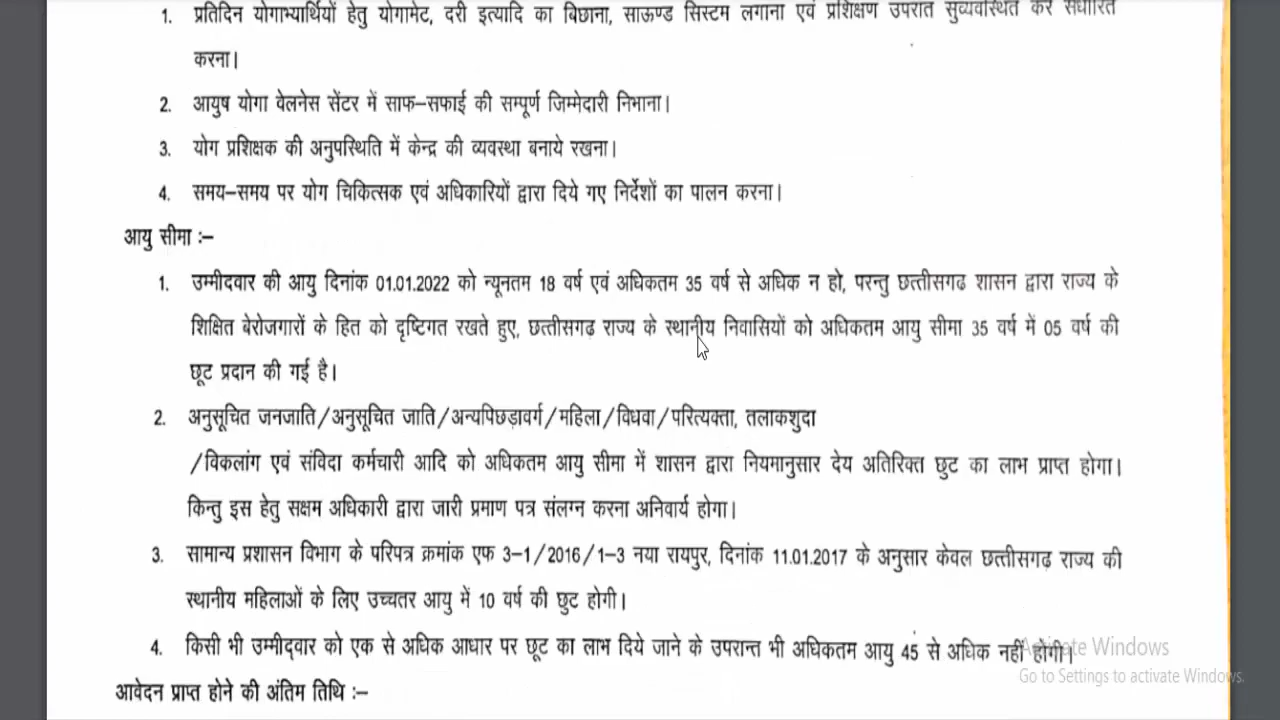 1. प्रतिदिन योगाभ्यार्थियों हेतु योगामेट, दरी इत्यादि का बिछाना, साऊण्ड सिस्टम लगाना एवं प्रशिक्षण उपरांत सुव्यवस्थित कर संधारित
करना।
2. आयुष योगा वेलनेस सेंटर में साफ–सफाई की सम्पूर्ण जिम्मेदारी निभाना।
3. योग प्रशिक्षक की अनुपस्थिति में केन्द्र की व्यवस्था बनाये रखना।
4. समय–समय पर योग चिकित्सक एवं अधिकारियों द्वारा दिये गए निर्देशों का पालन करना।
आयु सीमा :–
1. उम्मीदवार की आयु दिनांक 01.01.2022 को न्यूनतम 18 वर्ष एवं अधिकतम 35 वर्ष से अधिक न हो, परन्तु छत्तीसगढ शासन द्वारा राज्य के
शिक्षित बेरोजगारों के हित को दृष्टिगत रखते हुए, छत्तीसगढ़ राज्य के स्थानीय निवासियों को अधिकतम आयु सीमा 35 वर्ष में 05 वर्ष की
छूट प्रदान की गई है।
2. अनुसूचित जनजाति/अनुसूचित जाति/अन्यपिछड़ावर्ग/महिला/विधवा/परित्यक्ता, तलाकशुदा
/विकलांग एवं संविदा कर्मचारी आदि को अधिकतम आयु सीमा में शासन द्वारा नियमानुसार देय अतिरिक्त छुट का लाभ प्राप्त होगा।
किन्तु इस हेतु सक्षम अधिकारी द्वारा जारी प्रमाण पत्र संलग्न करना अनिवार्य होगा।
3. सामान्य प्रशासन विभाग के परिपत्र क्रमांक एफ 3–1/2016/1–3 नया रायपुर, दिनांक 11.01.2017 के अनुसार केवल छत्तीसगढ़ राज्य की
स्थानीय महिलाओं के लिए उच्चतर आयु में 10 वर्ष की छुट होगी।
4. किसी भी उम्मीद्वार को एक से अधिक आधार पर छूट का लाभ दिये जाने के उपरान्त भी अधिकतम आयु 45 से अधिक नहीं होगी।
Activate Windows
Go to Settings to activate Windows.
आवेदन प्राप्त होने की अंतिम तिथि :–